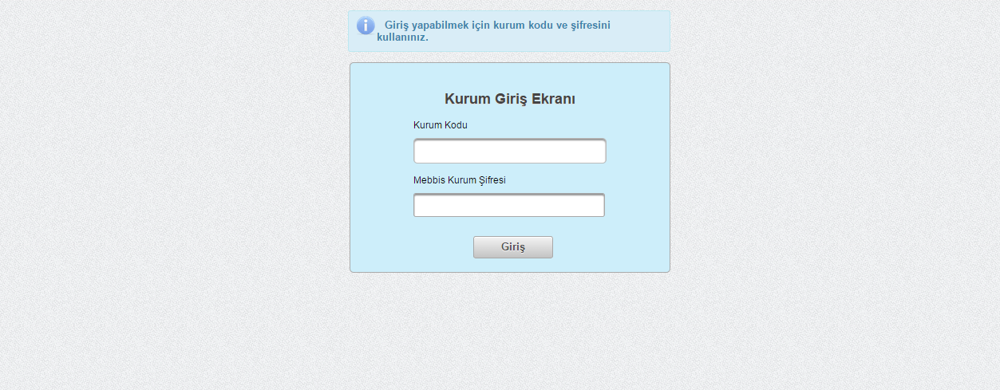 Giriş yapabilmek için kurum kodu ve şifresini
kullanınız.
Kurum Giriş Ekranı
Kurum Kodu
Mebbis Kurum Şifresi
Giriş